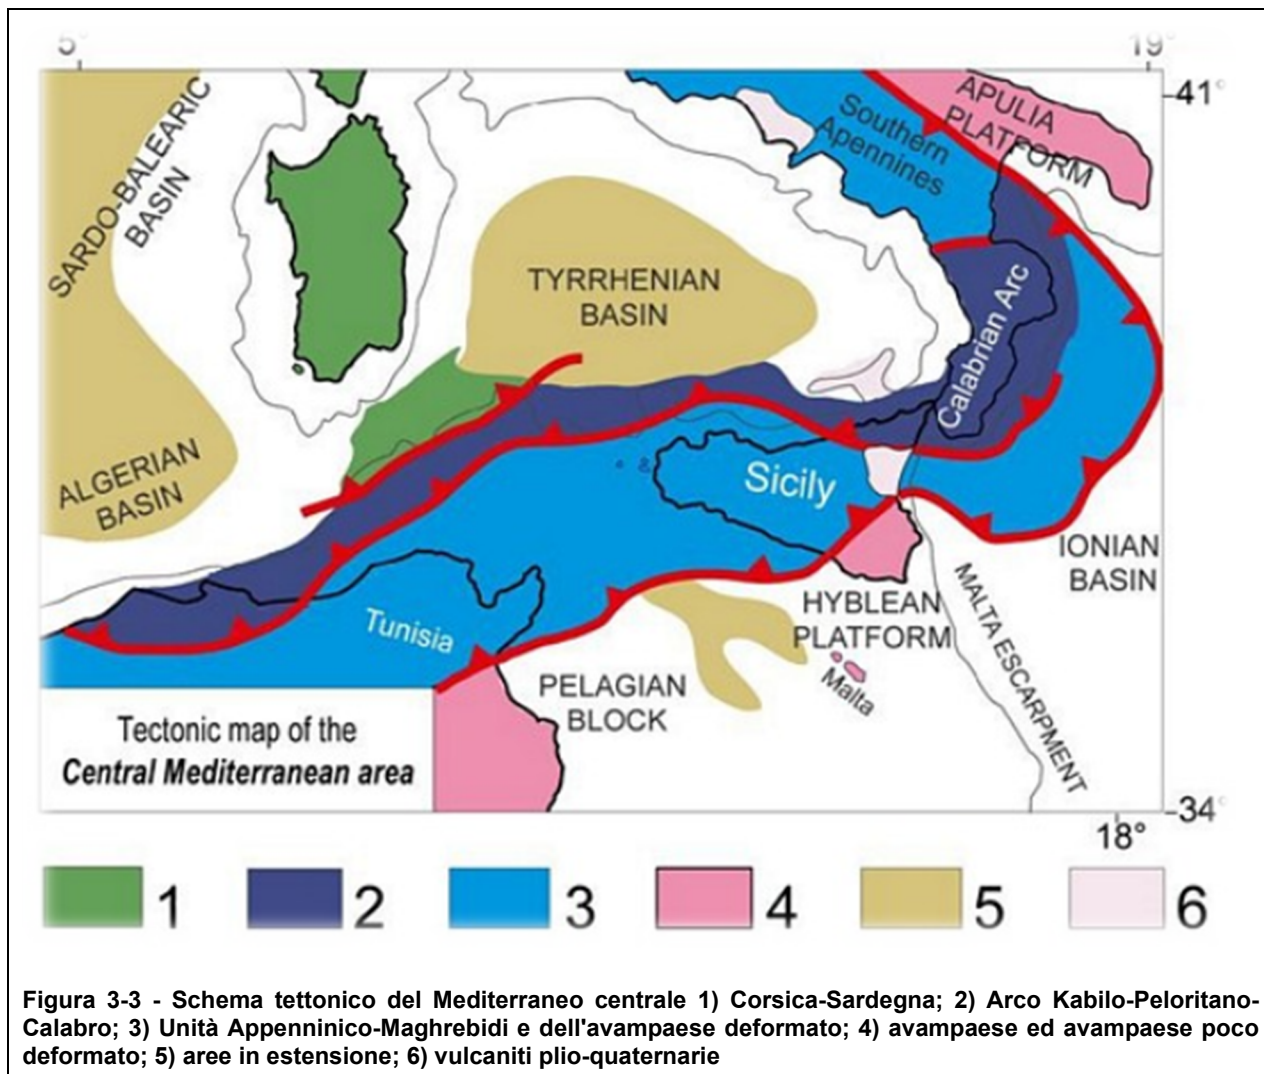 5°
19°
41°
SARDO-BALEARIC
BASIN
APULIA
PLATFORM
Southern
Apennines
TYRRHENIAN
BASIN
Calabrian Arc
ALGERIAN
BASIN
Sicily
IONIAN
BASIN
Tunisia
HYBLEAN
PLATFORM
MALTA ESCARPMENT
Malta
PELAGIAN
BLOCK
Tectonic map of the
Central Mediterranean area
34°
18°
1 2 3 4 5 6
Figura 3-3 - Schema tettonico del Mediterraneo centrale 1) Corsica-Sardegna; 2) Arco Kabilo-Peloritano-
Calabro; 3) Unità Appenninico-Maghrebidi e dell'avampaese deformato; 4) avampaese ed avampaese poco
deformato; 5) aree in estensione; 6) vulcaniti plio-quaternarie